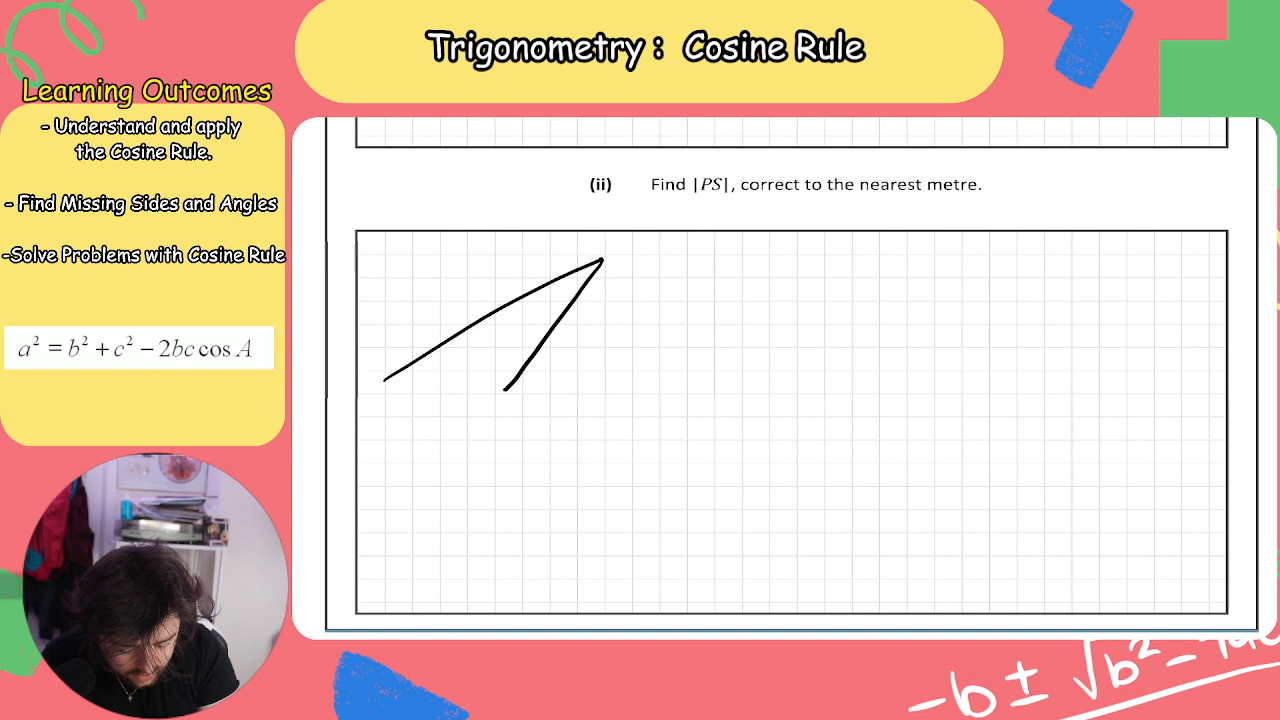 Trigonometry : Cosine Rule
Learning Outcomes
- Understand and apply
the Cosine Rule.
- Find Missing Sides and Angles
-Solve Problems with Cosine Rule
a² = b² + c² − 2bc cos A
(ii) Find |PS|, correct to the nearest metre.
-b ± √b² -